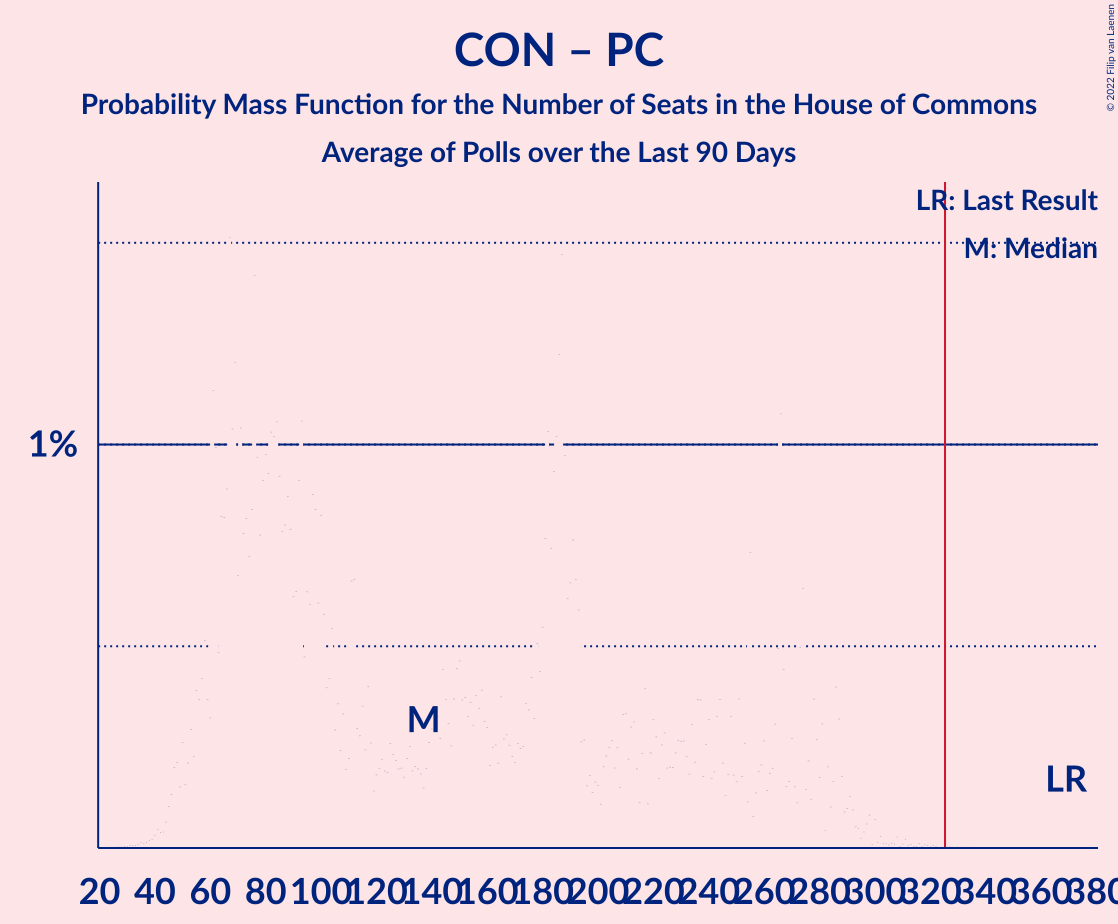 CON – PC
Probability Mass Function for the Number of Seats in the House of Commons
Average of Polls over the Last 90 Days
© 2022 Filip van Laenen
LR: Last Result
M: Median
1%
M
LR
20 40 60 80 100 120 140 160 180 200 220 240 260 280 300 320 340 360 380